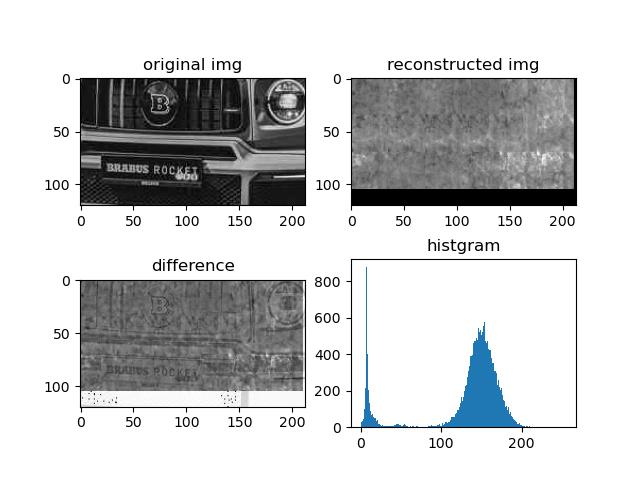 original img
0
50
100
0 50 100 150 200
B
BRABUS ROCKET
900
reconstructed img
0
50
100
0 50 100 150 200
difference
0
50
100
0 50 100 150 200
B
BRABUS ROCKET
histgram
800
600
400
200
0
0 100 200